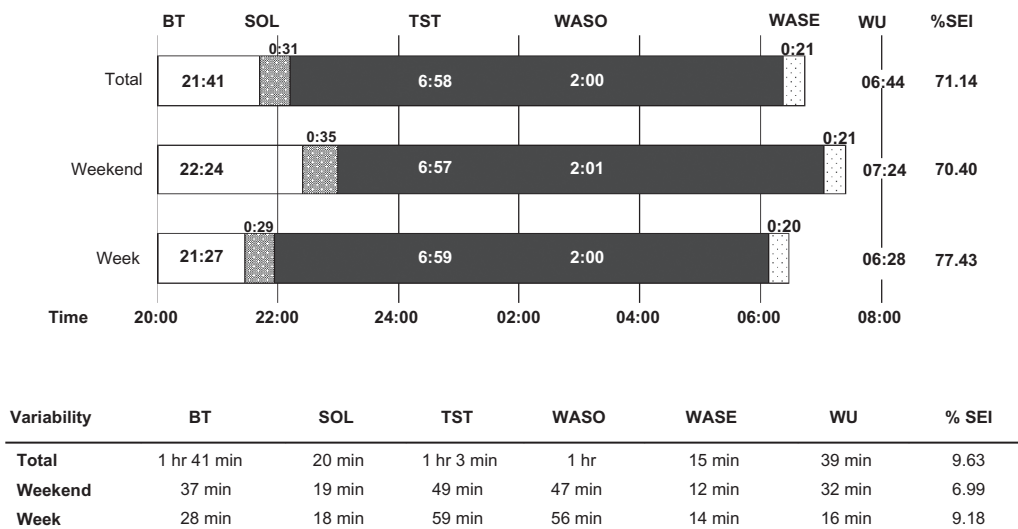 BT SOL TST WASO WASE WU %SEI
0:31 0:21
Total 21:41 6:58 2:00 06:44 71.14
0:35 0:21
Weekend 22:24 6:57 2:01 07:24 70.40
0:29 0:20
Week 21:27 6:59 2:00 06:28 77.43
Time 20:00 22:00 24:00 02:00 04:00 06:00 08:00
Variability BT SOL TST WASO WASE WU % SEI
Total 1 hr 41 min 20 min 1 hr 3 min 1 hr 15 min 39 min 9.63
Weekend 37 min 19 min 49 min 47 min 12 min 32 min 6.99
Week 28 min 18 min 59 min 56 min 14 min 16 min 9.18